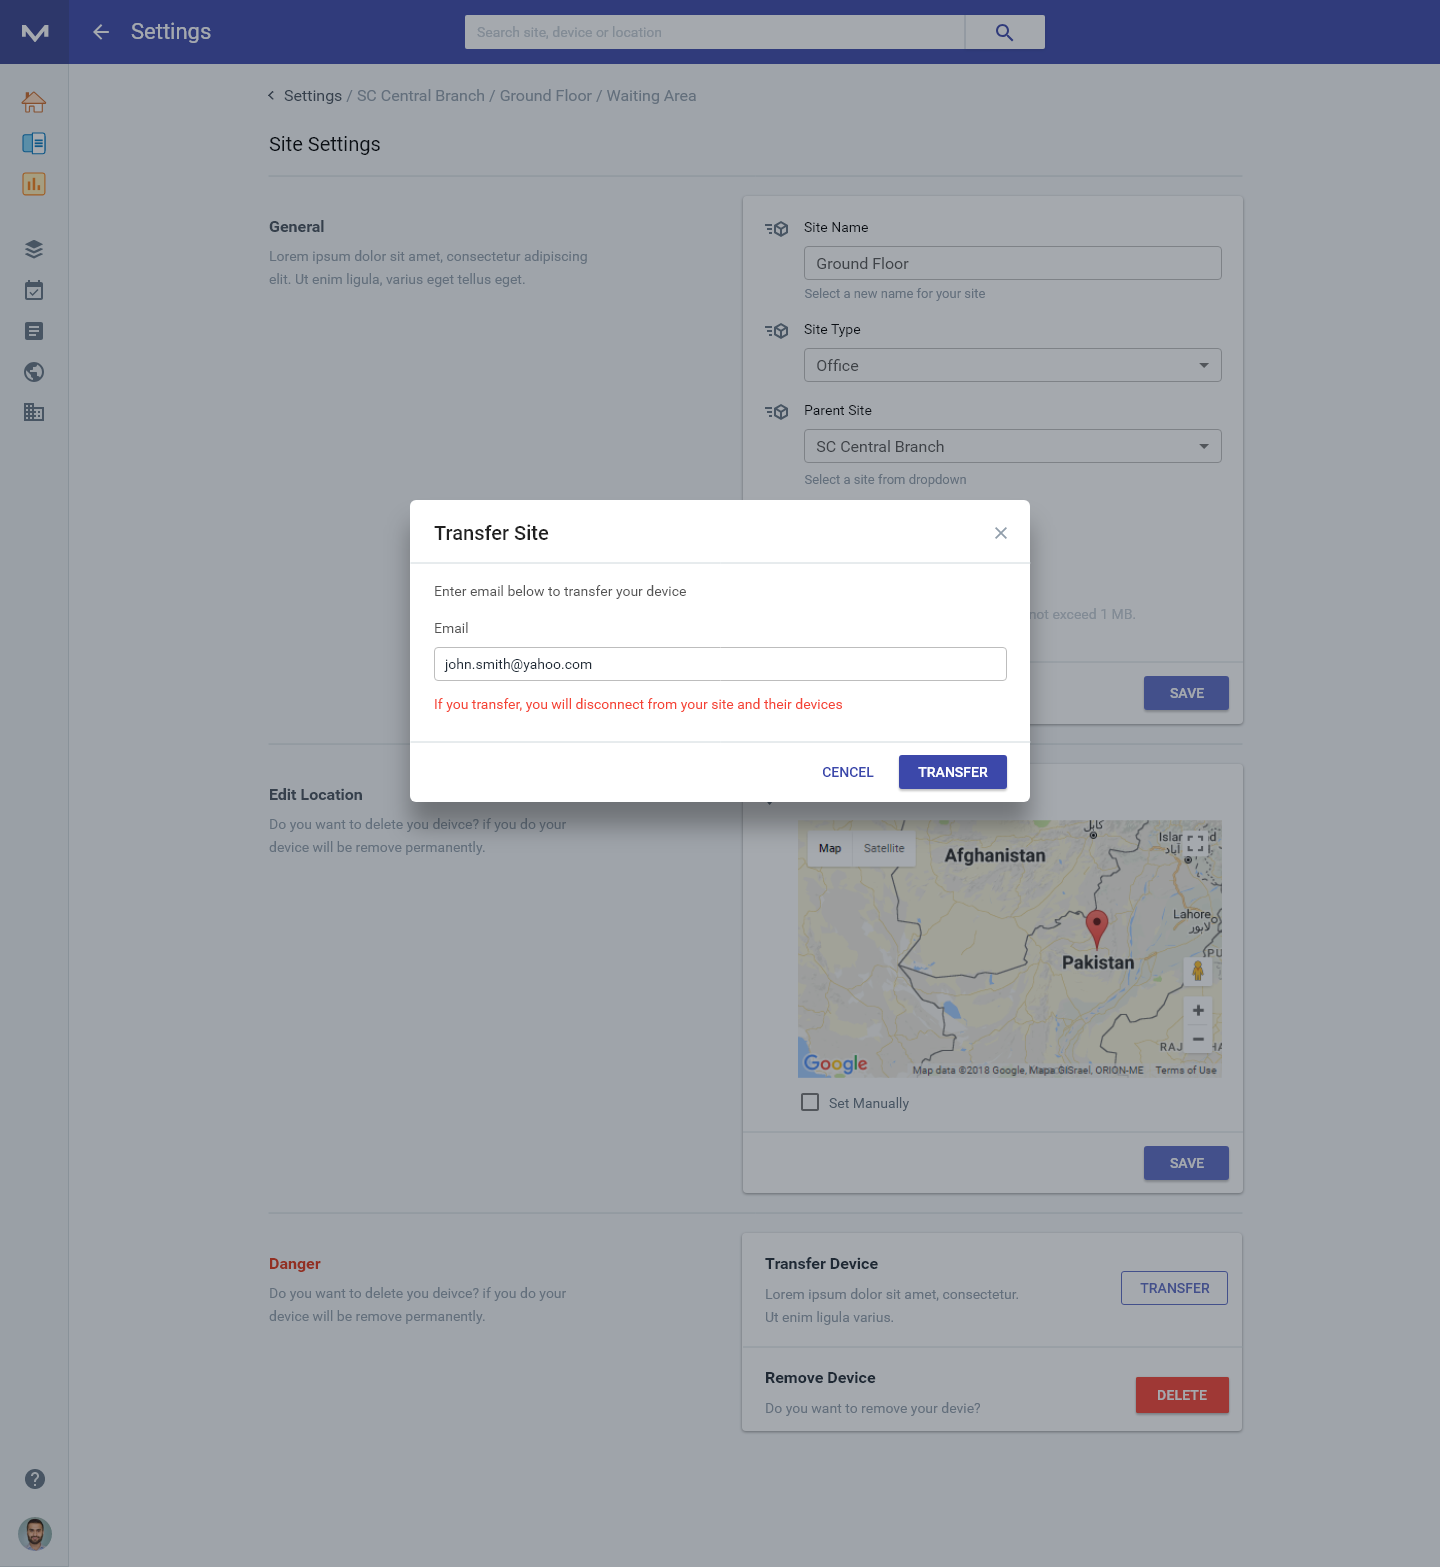 Settings
Search site, device or location
Settings / SC Central Branch / Ground Floor / Waiting Area
Site Settings
General
Lorem ipsum dolor sit amet, consectetur adipiscing
elit. Ut enim ligula, varius eget tellus eget.
Site Name
Ground Floor
Select a new name for your site
Site Type
Office
Parent Site
SC Central Branch
Select a site from dropdown
not exceed 1 MB.
SAVE
Transfer Site
Enter email below to transfer your device
Email
john.smith@yahoo.com
If you transfer, you will disconnect from your site and their devices
CENCEL
TRANSFER
Edit Location
Do you want to delete you deivce? if you do your
device will be remove permanently.
Map
Satellite
Afghanistan
كابل
Lahore
لاہور
Pakistan
Google
Map data ©2018 Google, Mapa GISrael, ORION-ME
Terms of Use
Set Manually
SAVE
Danger
Do you want to delete you deivce? if you do your
device will be remove permanently.
Transfer Device
Lorem ipsum dolor sit amet, consectetur.
Ut enim ligula varius.
TRANSFER
Remove Device
Do you want to remove your devie?
DELETE